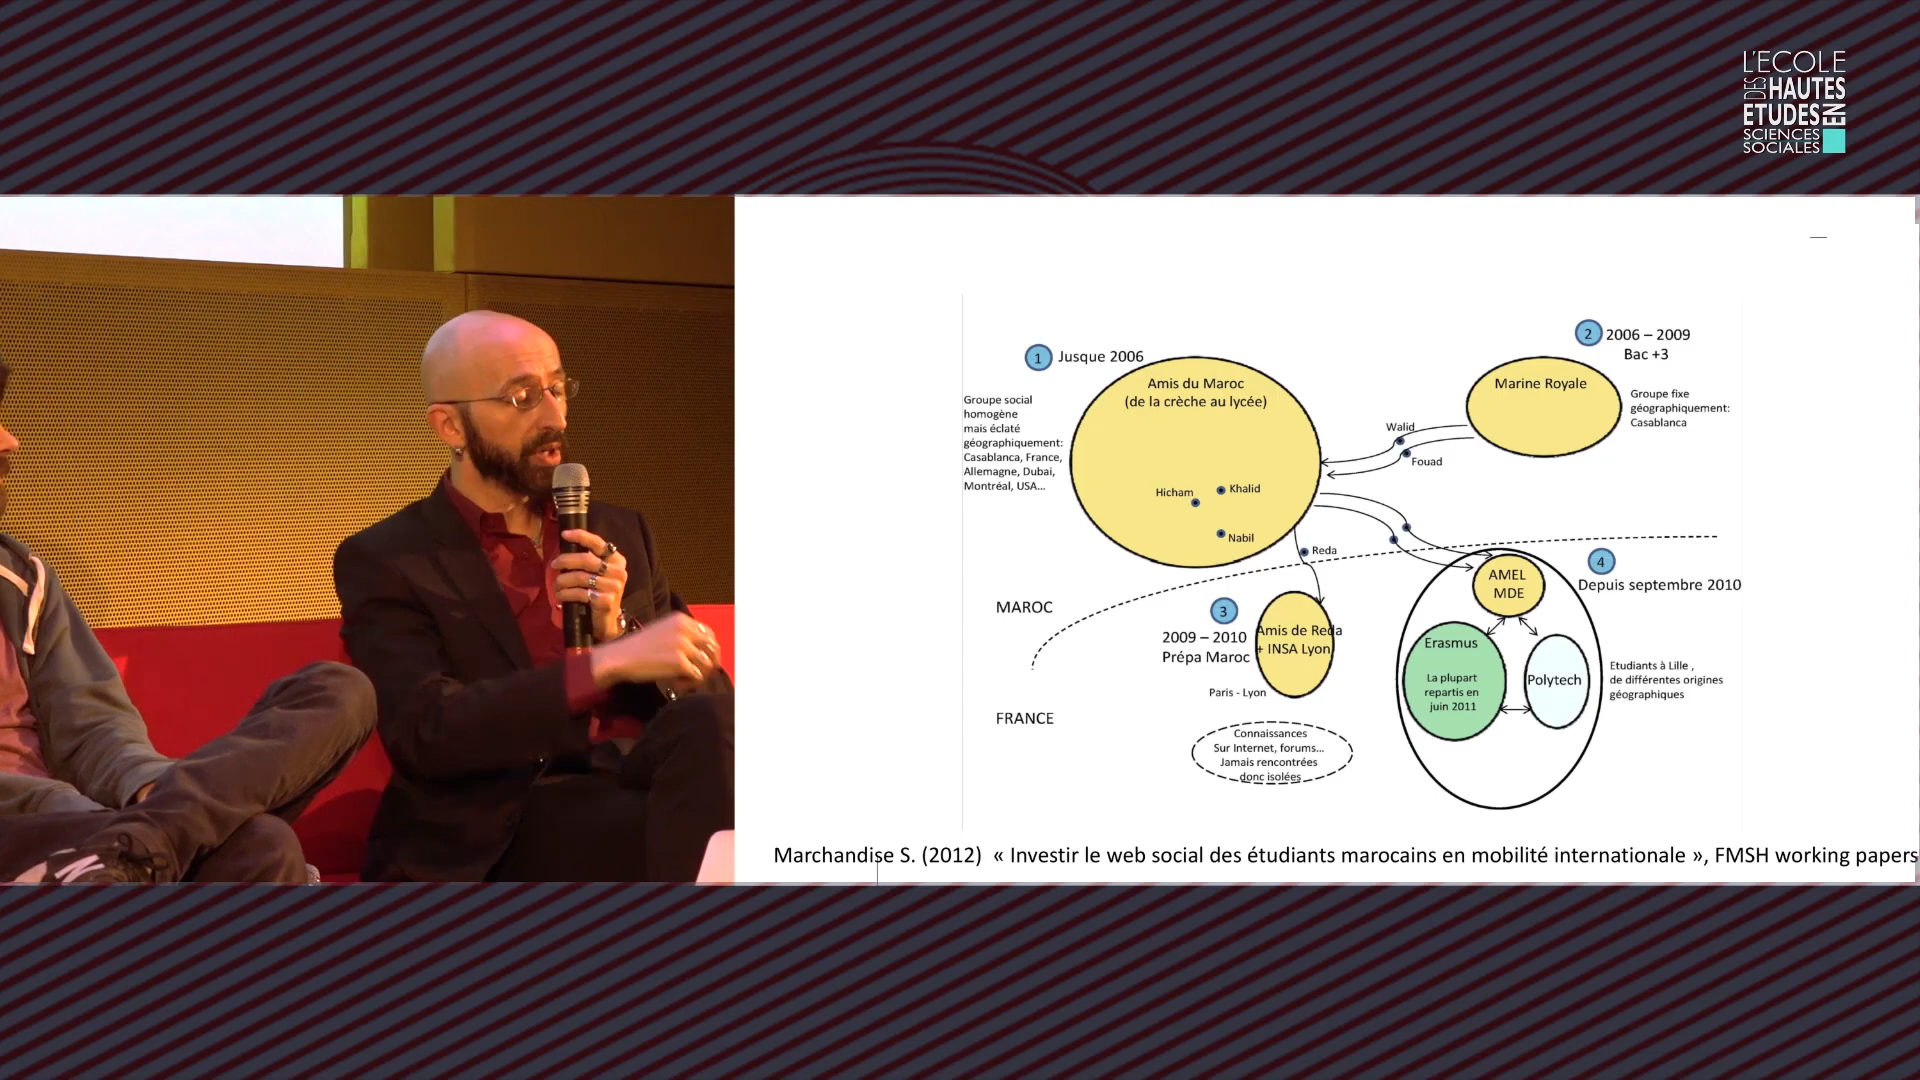 L'ECOLE
DES HAUTES
ETUDES EN
SCIENCES
SOCIALES
1 Jusque 2006
Amis du Maroc
(de la crèche au lycée)
Groupe social
homogène
mais éclaté
géographiquement:
Casablanca, France,
Allemagne, Dubai,
Montréal, USA...
Hicham
Khalid
Nabil
2 2006 – 2009
Bac +3
Marine Royale
Groupe fixe
géographiquement:
Casablanca
Walid
Fouad
Reda
MAROC
FRANCE
3
2009 – 2010
Prépa Maroc
Amis de Reda
+ INSA Lyon
Paris - Lyon
Connaissances
Sur Internet, forums...
Jamais rencontrées
donc isolées
4
Depuis septembre 2010
AMEL
MDE
Erasmus
La plupart
repartis en
juin 2011
Polytech
Etudiants à Lille ,
de différentes origines
géographiques
Marchandise S. (2012) « Investir le web social des étudiants marocains en mobilité internationale », FMSH working papers